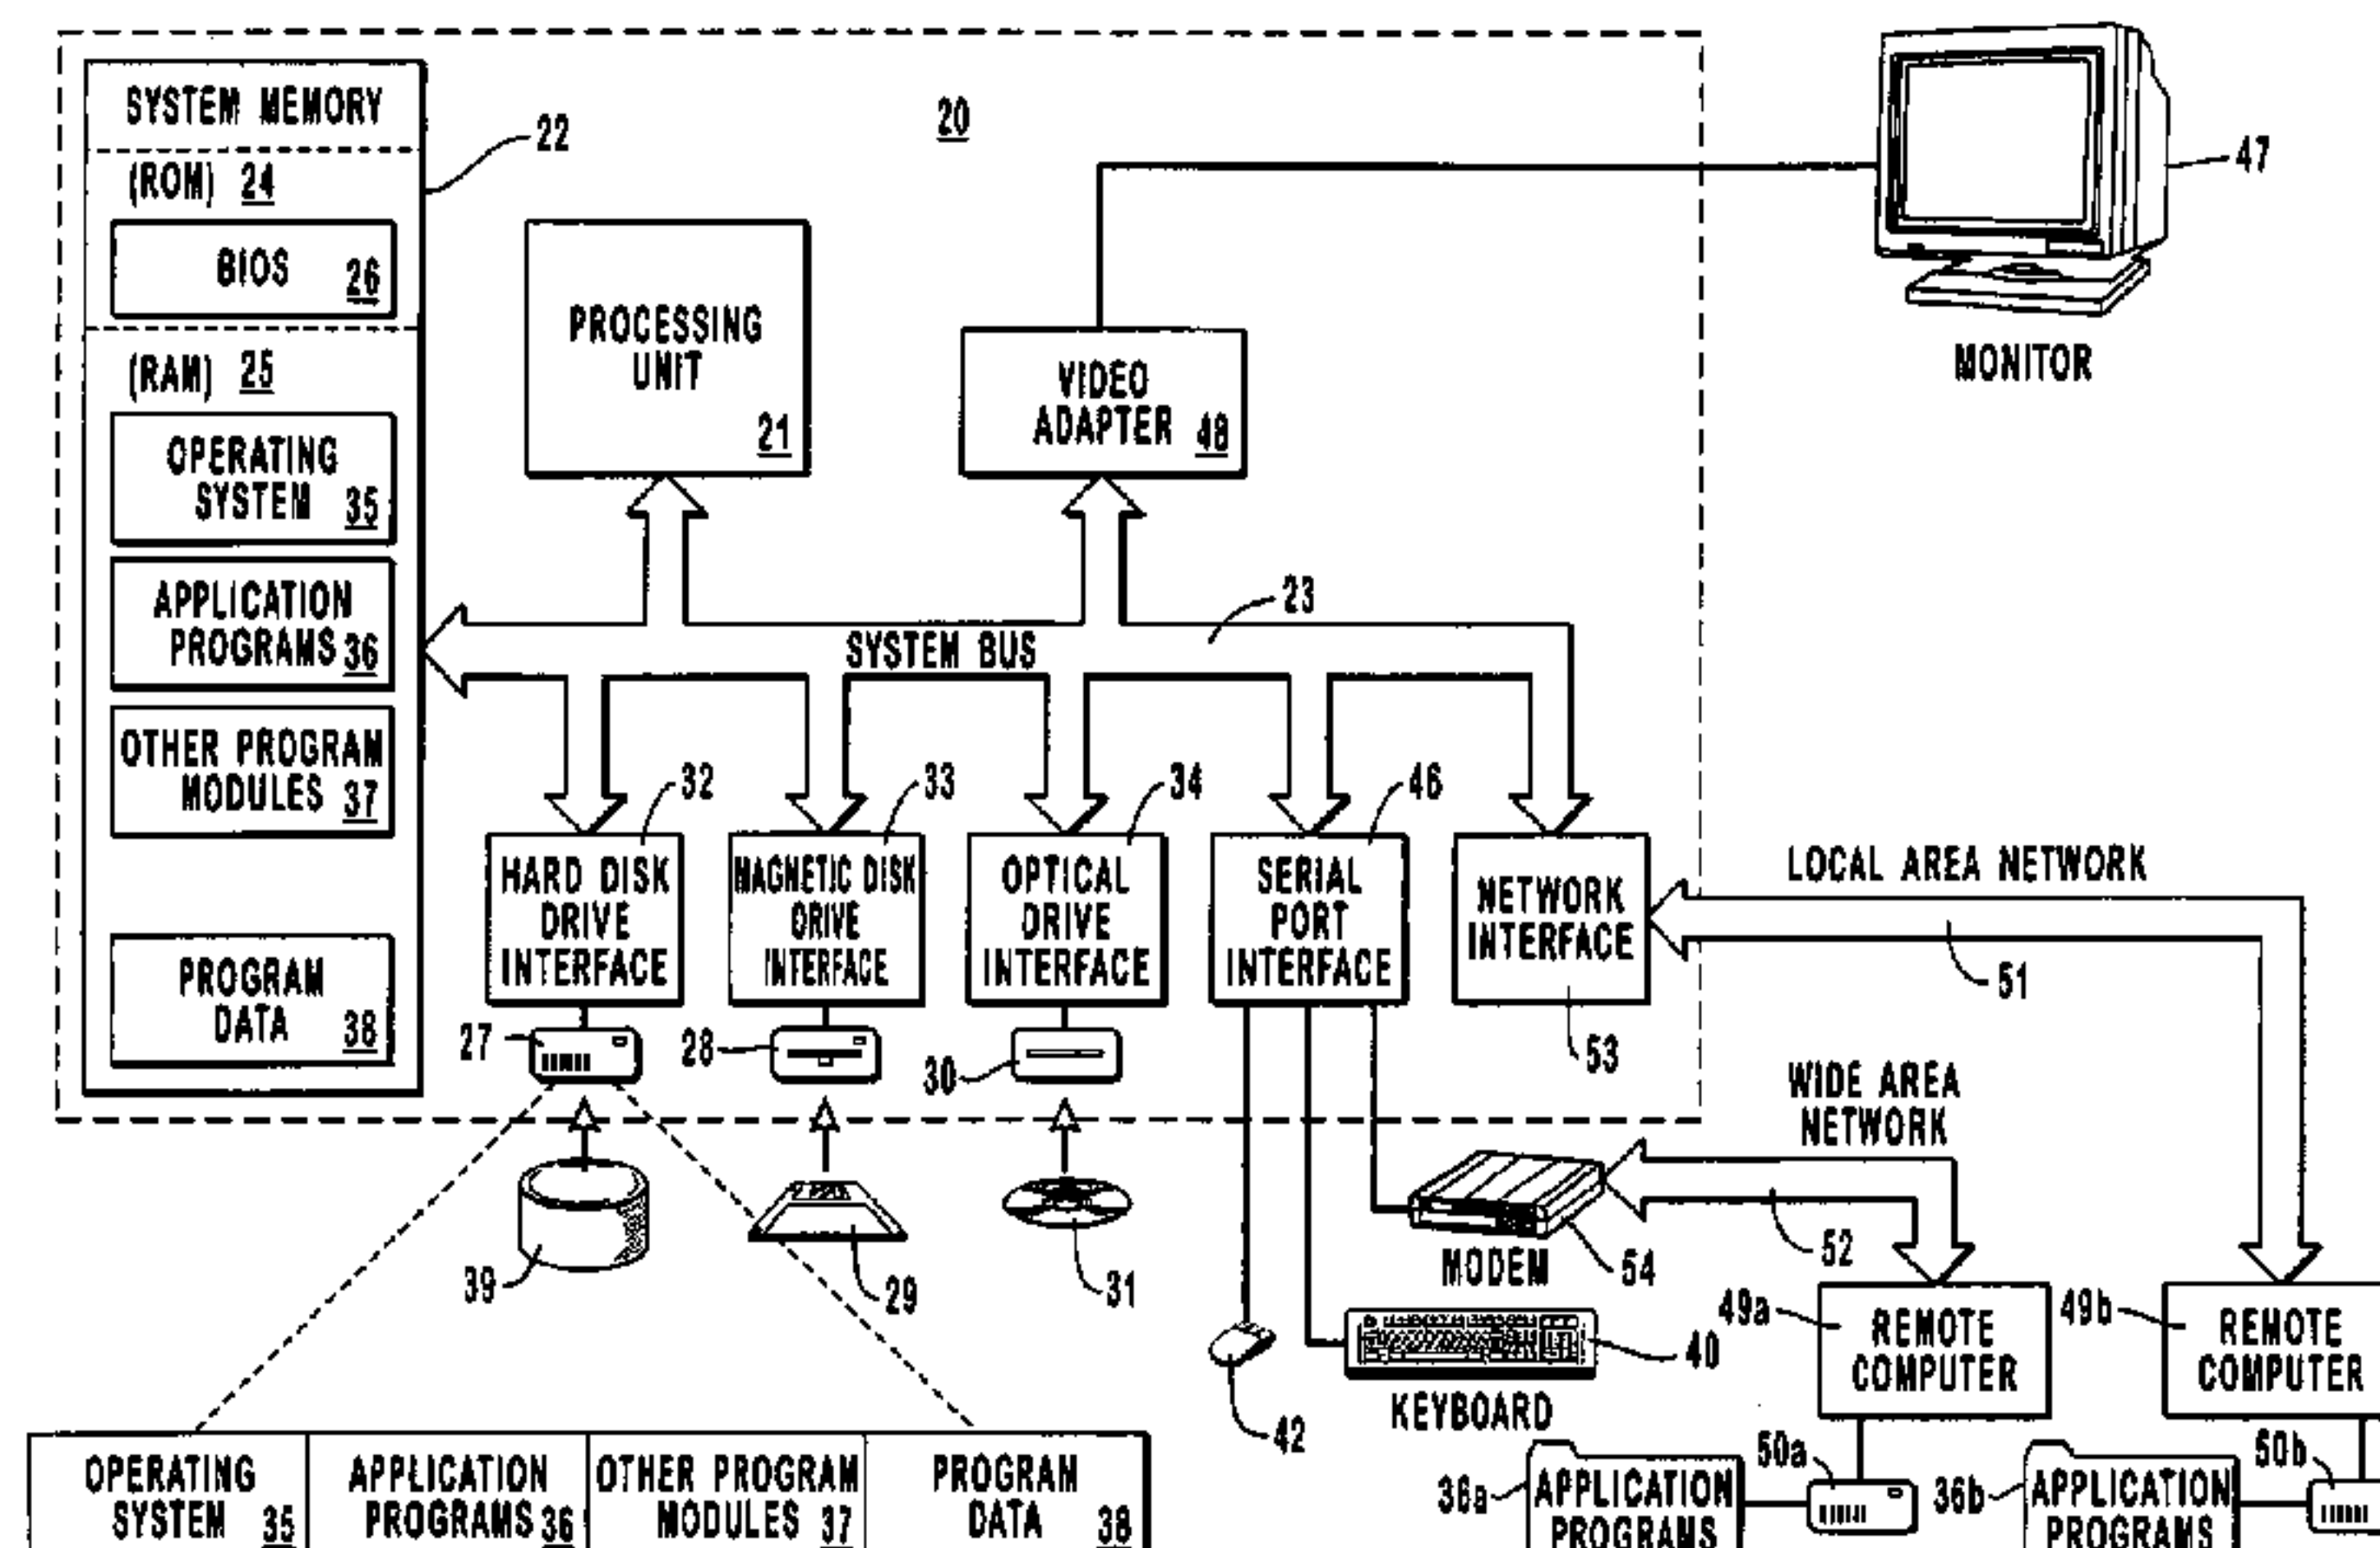 SYSTEM MEMORY
(ROM) 24
BIOS 26
(RAM) 25
OPERATING
SYSTEM 35
APPLICATION
PROGRAMS 36
OTHER PROGRAM
MODULES 37
PROGRAM
DATA 38
22
20
PROCESSING
UNIT
21
VIDEO
ADAPTER 48
47
MONITOR
23
SYSTEM BUS
32
33
34
46
HARD DISK
DRIVE
INTERFACE
MAGNETIC DISK
DRIVE
INTERFACE
OPTICAL
DRIVE
INTERFACE
SERIAL
PORT
INTERFACE
NETWORK
INTERFACE
53
LOCAL AREA NETWORK
51
27
28
30
WIDE AREA
NETWORK
52
39
29
31
MODEM
54
42
40
KEYBOARD
49a
REMOTE
COMPUTER
49b
REMOTE
COMPUTER
50a
50b
36a
APPLICATION
PROGRAMS
36b
APPLICATION
PROGRAMS
OPERATING
SYSTEM 35
APPLICATION
PROGRAMS 36
OTHER PROGRAM
MODULES 37
PROGRAM
DATA 38